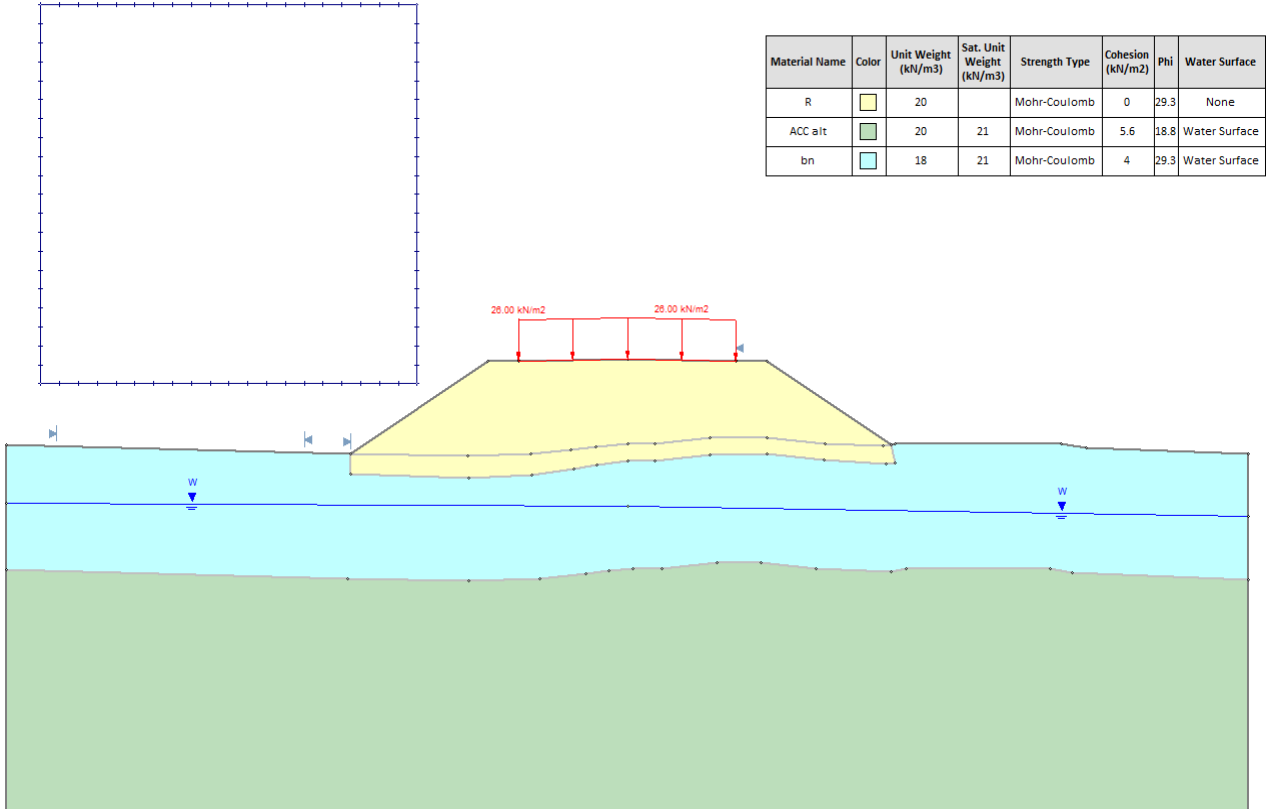 Material Name Color Unit Weight (kN/m3) Sat. Unit Weight (kN/m3) Strength Type Cohesion (kN/m2) Phi Water Surface
R 20 Mohr-Coulomb 0 29.3 None
ACC alt 20 21 Mohr-Coulomb 5.6 18.8 Water Surface
bn 18 21 Mohr-Coulomb 4 29.3 Water Surface
26.00 kN/m2 26.00 kN/m2
W
W